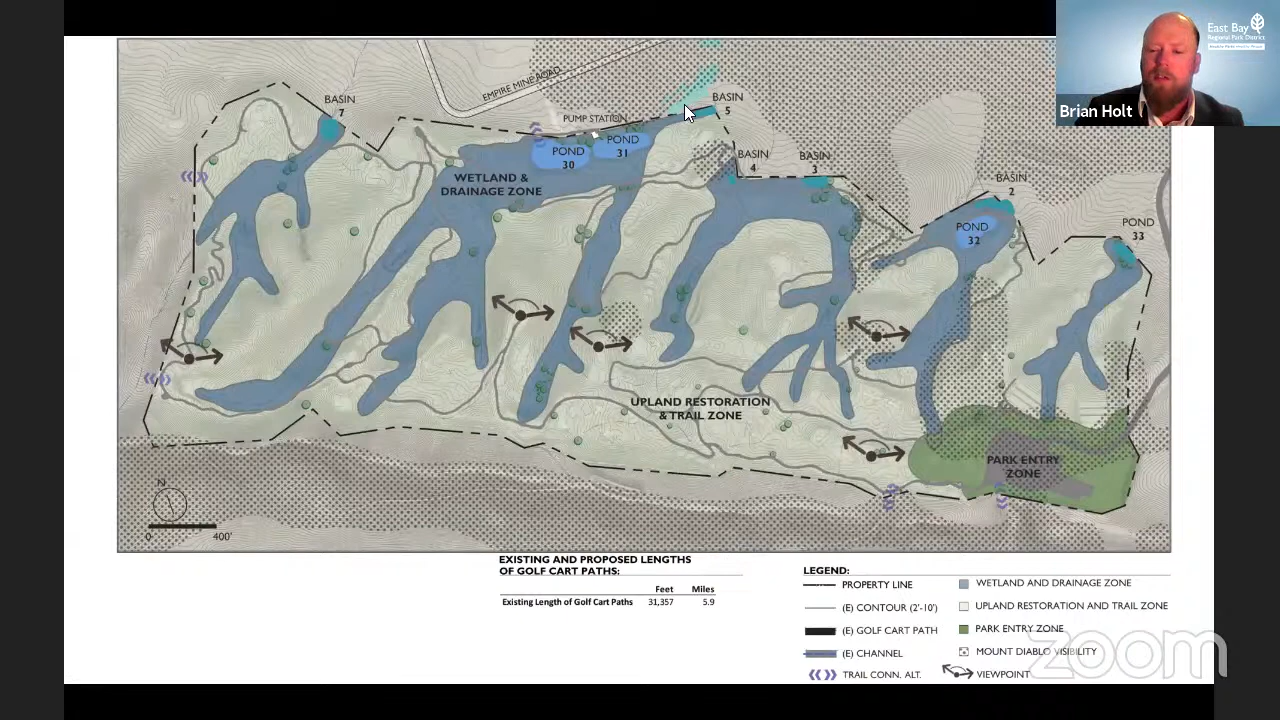 East Bay
Regional Park District
Healthy Parks Healthy People
Brian Holt
EMPIRE MINE ROAD
BASIN
7
PUMP STATION
BASIN
5
POND
30
POND
31
BASIN
4
BASIN
3
BASIN
2
WETLAND &
DRAINAGE ZONE
POND
32
POND
33
UPLAND RESTORATION
& TRAIL ZONE
PARK ENTRY
ZONE
N
0 400'
EXISTING AND PROPOSED LENGTHS
OF GOLF CART PATHS:
Feet Miles
Existing Length of Golf Cart Paths 31,357 5.9
LEGEND:
PROPERTY LINE
(E) CONTOUR (2'-10')
(E) GOLF CART PATH
(E) CHANNEL
TRAIL CONN. ALT.
WETLAND AND DRAINAGE ZONE
UPLAND RESTORATION AND TRAIL ZONE
PARK ENTRY ZONE
MOUNT DIABLO VISIBILITY
VIEWPOINT
zoom